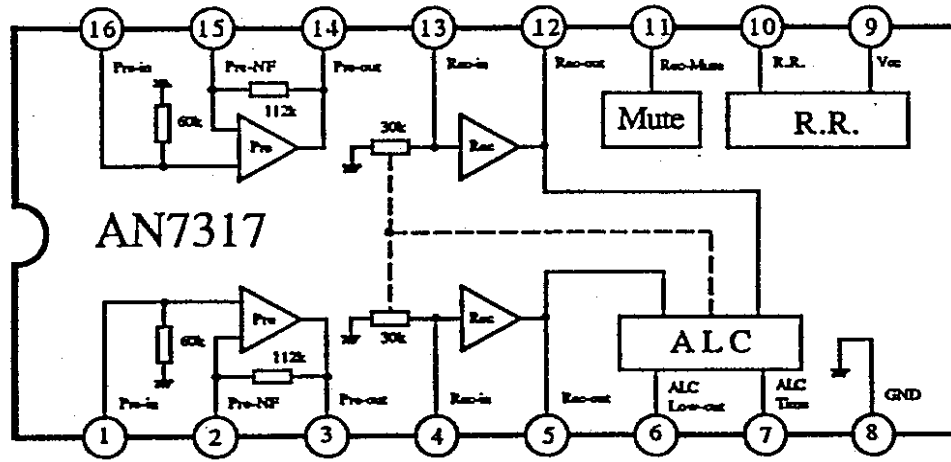 16 15 14 13 12 11 10 9
Pre-in Pre-NF Pre-out Rec-in Rec-out Rec-Mute R.R. Vcc
112k
60k
Pre
30k
Rec
Mute
R.R.
AN7317
Pre
60k
112k
30k
Rec
ALC
Pre-in Pre-NF Pre-out Rec-in Rec-out
ALC
Low-cut
ALC
Time
GND
1 2 3 4 5 6 7 8